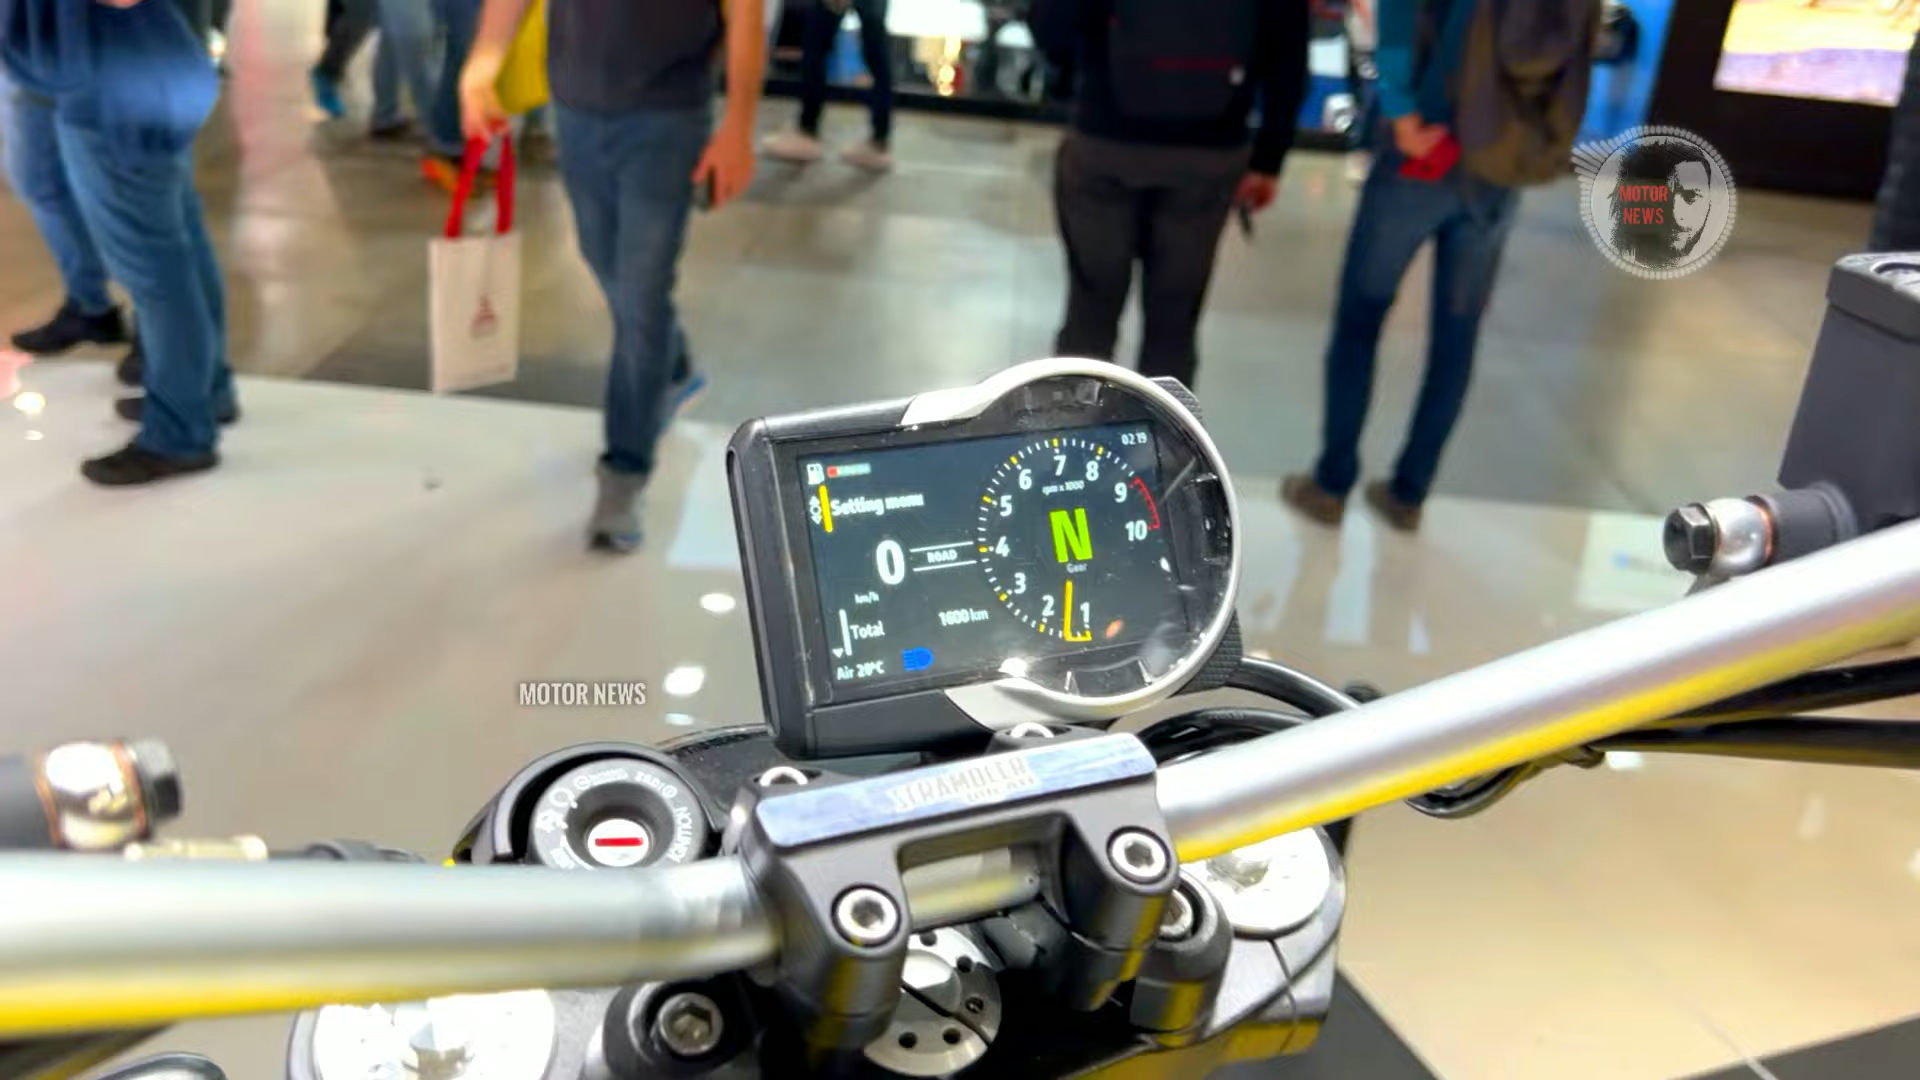 MOTOR
NEWS
02 19
Setting menu
7
6
8
rpm x 1000
5
9
N
10
0
ROAD
4
Gear
km/h
3
2
1
Total
1600 km
Air 20°C
MOTOR NEWS
SCRAMBLER
DUCATI